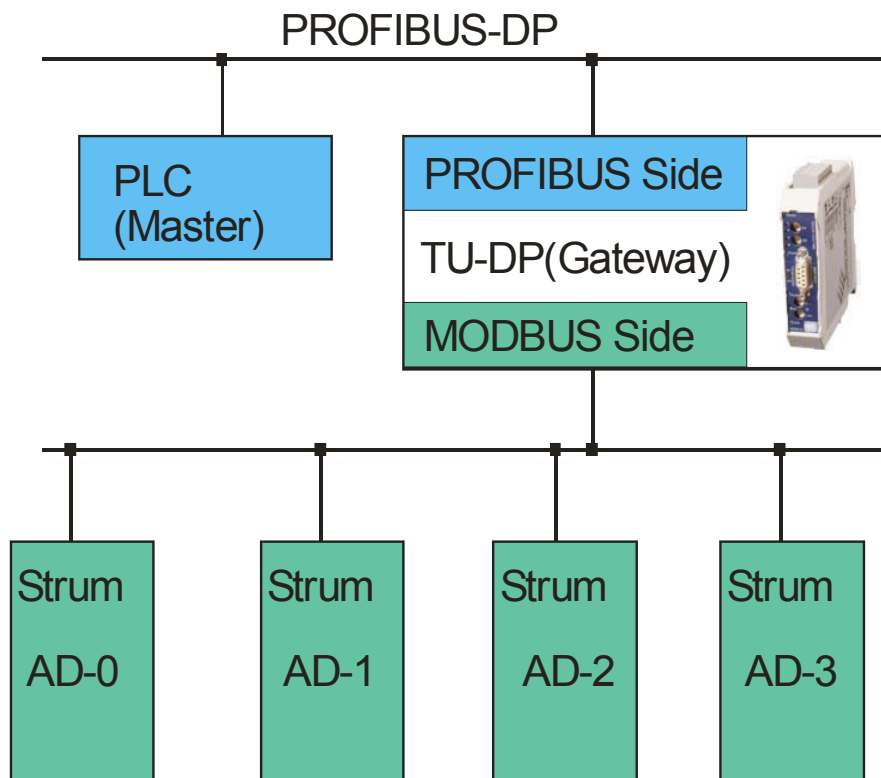 PROFIBUS-DP
PLC
(Master)
PROFIBUS Side
TU-DP(Gateway)
MODBUS Side
Strum
AD-0
Strum
AD-1
Strum
AD-2
Strum
AD-3